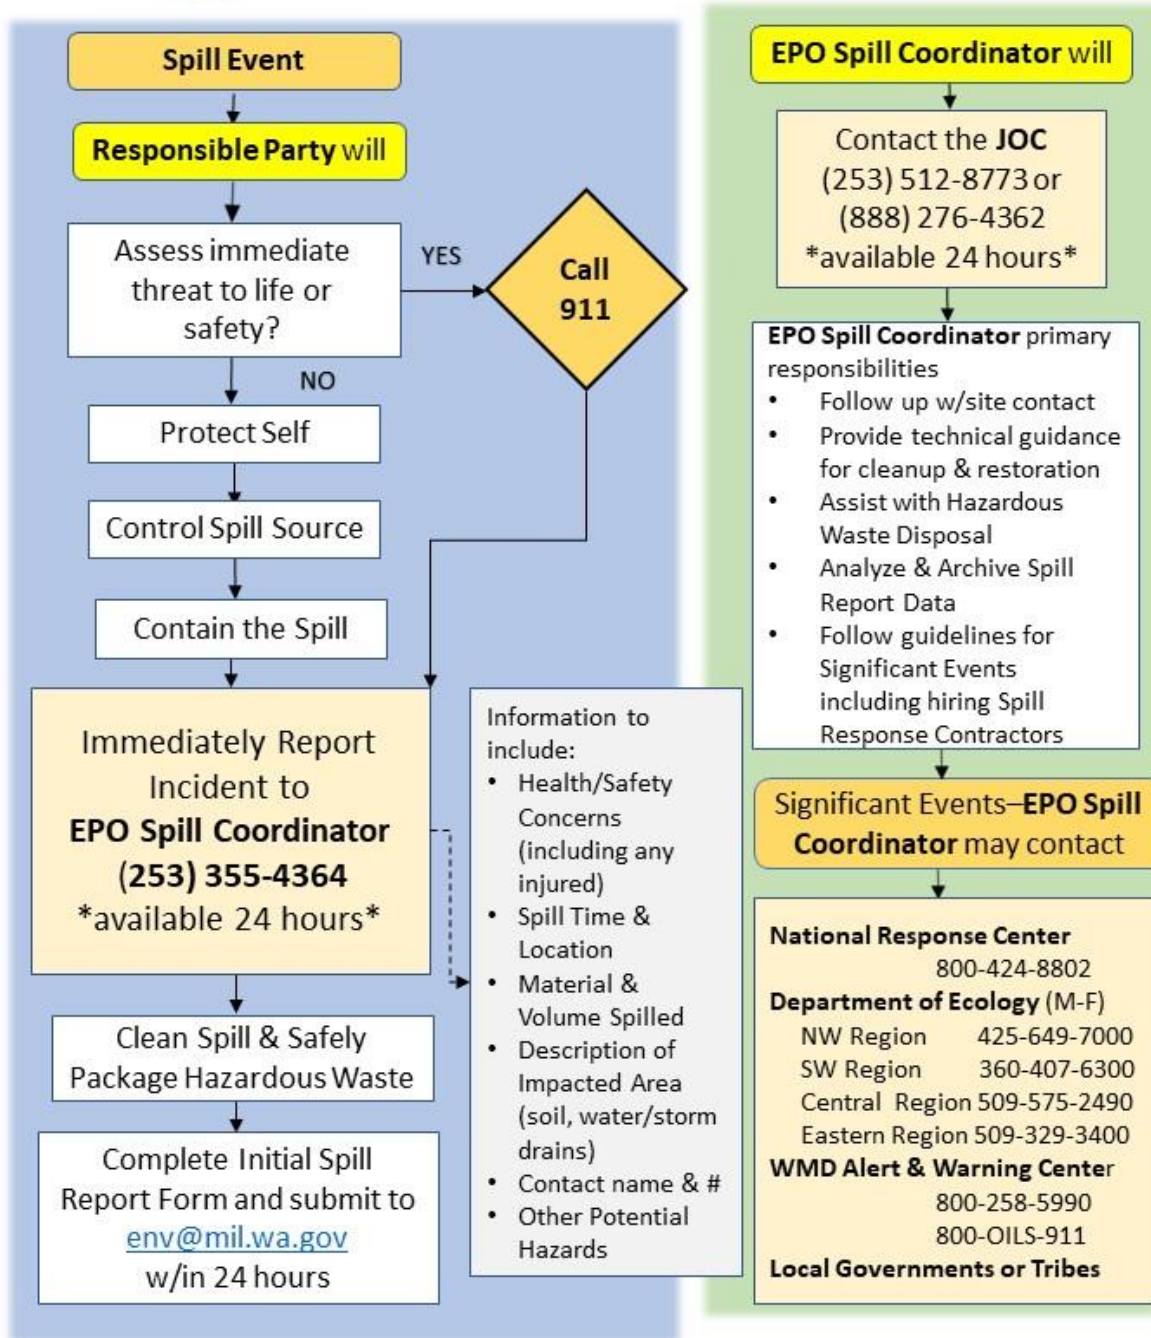 Spill Event
Responsible Party will
Assess immediate
threat to life or
safety?
YES
Call
911
NO
Protect Self
Control Spill Source
Contain the Spill
Immediately Report
Incident to
EPO Spill Coordinator
(253) 355-4364
*available 24 hours*
Clean Spill & Safely
Package Hazardous Waste
Complete Initial Spill
Report Form and submit to
env@mil.wa.gov
w/in 24 hours
Information to
include:
• Health/Safety
Concerns
(including any
injured)
• Spill Time &
Location
• Material &
Volume Spilled
• Description of
Impacted Area
(soil, water/storm
drains)
• Contact name & #
• Other Potential
Hazards
EPO Spill Coordinator will
Contact the JOC
(253) 512-8773 or
(888) 276-4362
*available 24 hours*
EPO Spill Coordinator primary
responsibilities
• Follow up w/site contact
• Provide technical guidance
for cleanup & restoration
• Assist with Hazardous
Waste Disposal
• Analyze & Archive Spill
Report Data
• Follow guidelines for
Significant Events
including hiring Spill
Response Contractors
Significant Events–EPO Spill
Coordinator may contact
National Response Center
800-424-8802
Department of Ecology (M-F)
NW Region 425-649-7000
SW Region 360-407-6300
Central Region 509-575-2490
Eastern Region 509-329-3400
WMD Alert & Warning Center
800-258-5990
800-OILS-911
Local Governments or Tribes